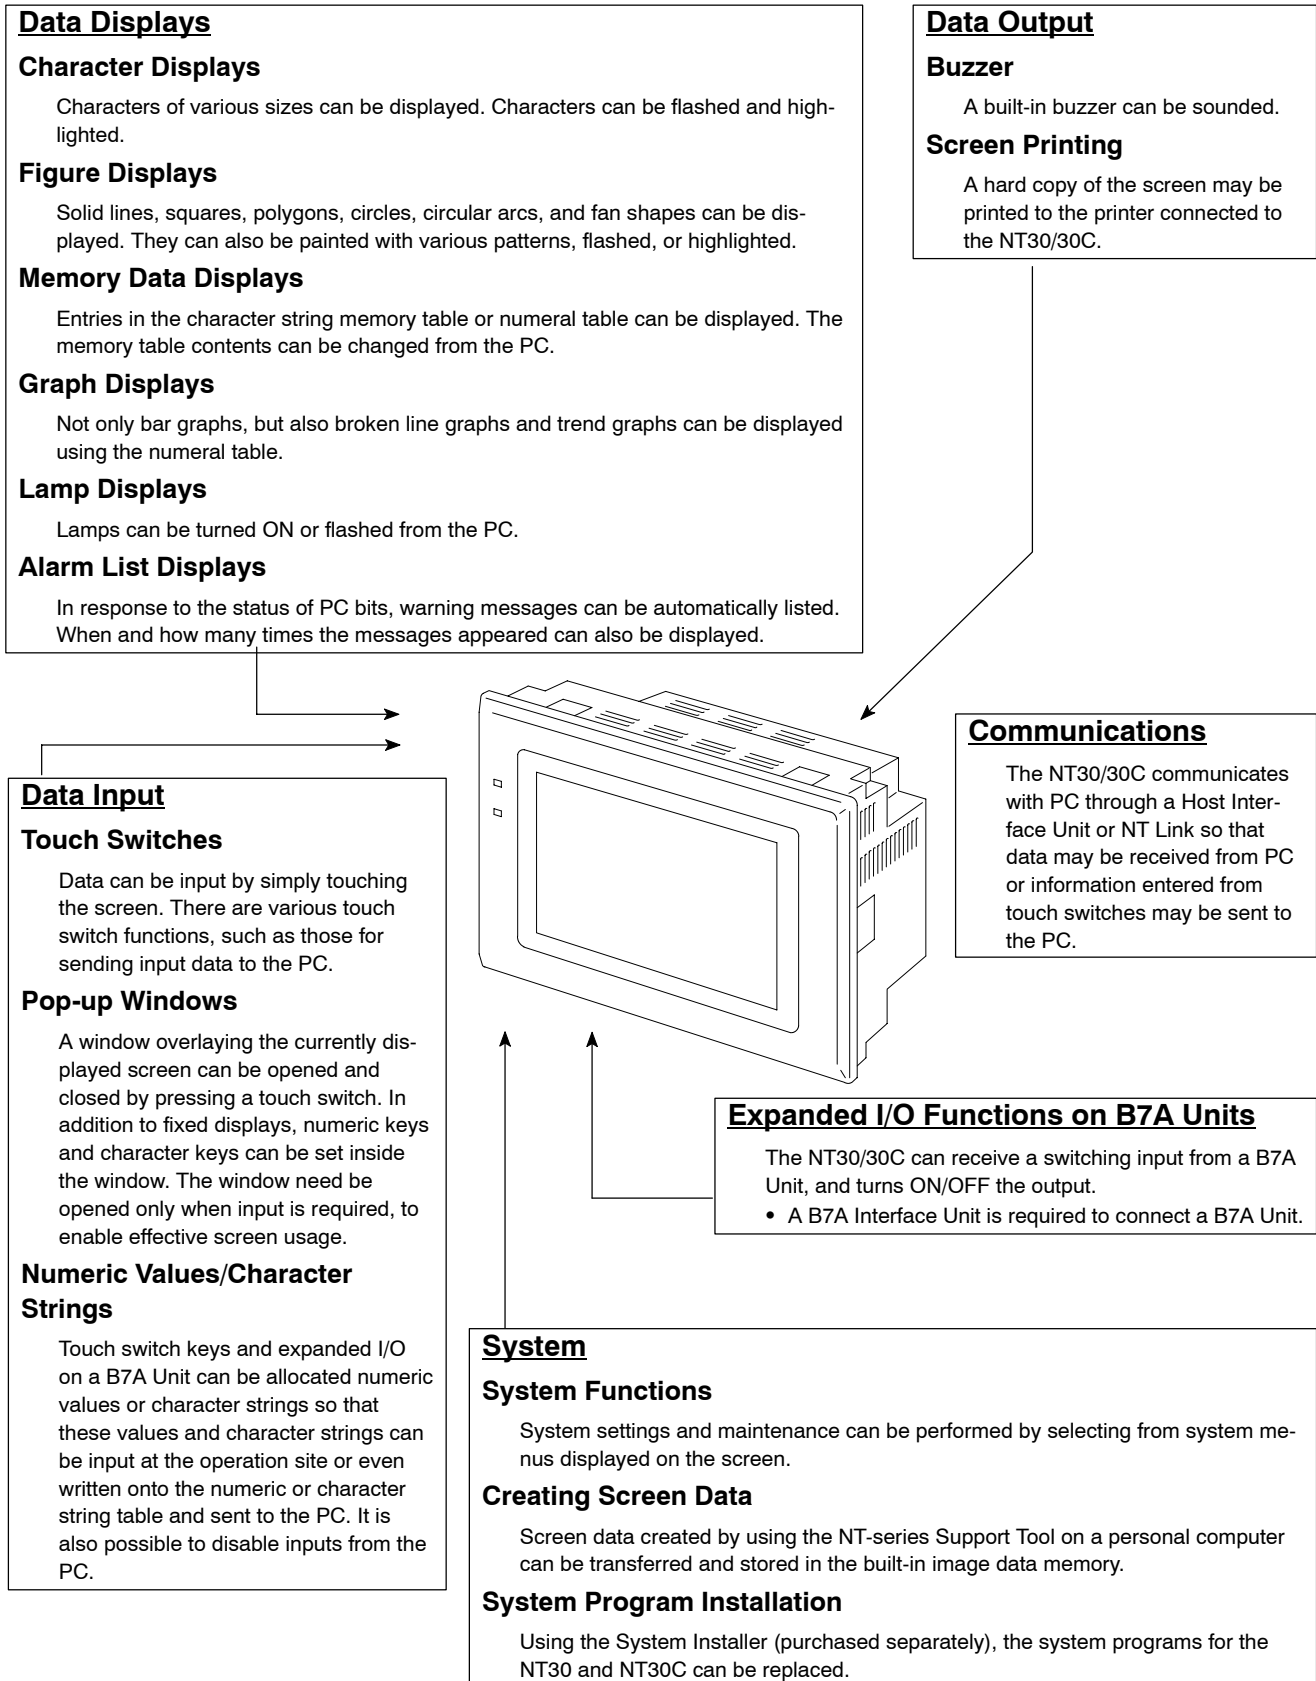 Data Displays
Character Displays
Characters of various sizes can be displayed. Characters can be flashed and high-
lighted.
Figure Displays
Solid lines, squares, polygons, circles, circular arcs, and fan shapes can be dis-
played. They can also be painted with various patterns, flashed, or highlighted.
Memory Data Displays
Entries in the character string memory table or numeral table can be displayed. The
memory table contents can be changed from the PC.
Graph Displays
Not only bar graphs, but also broken line graphs and trend graphs can be displayed
using the numeral table.
Lamp Displays
Lamps can be turned ON or flashed from the PC.
Alarm List Displays
In response to the status of PC bits, warning messages can be automatically listed.
When and how many times the messages appeared can also be displayed.
Data Output
Buzzer
A built-in buzzer can be sounded.
Screen Printing
A hard copy of the screen may be
printed to the printer connected to
the NT30/30C.
Communications
The NT30/30C communicates
with PC through a Host Inter-
face Unit or NT Link so that
data may be received from PC
or information entered from
touch switches may be sent to
the PC.
Data Input
Touch Switches
Data can be input by simply touching
the screen. There are various touch
switch functions, such as those for
sending input data to the PC.
Pop-up Windows
A window overlaying the currently dis-
played screen can be opened and
closed by pressing a touch switch. In
addition to fixed displays, numeric keys
and character keys can be set inside
the window. The window need be
opened only when input is required, to
enable effective screen usage.
Numeric Values/Character
Strings
Touch switch keys and expanded I/O
on a B7A Unit can be allocated numeric
values or character strings so that
these values and character strings can
be input at the operation site or even
written onto the numeric or character
string table and sent to the PC. It is
also possible to disable inputs from the
PC.
Expanded I/O Functions on B7A Units
The NT30/30C can receive a switching input from a B7A
Unit, and turns ON/OFF the output.
• A B7A Interface Unit is required to connect a B7A Unit.
System
System Functions
System settings and maintenance can be performed by selecting from system me-
nus displayed on the screen.
Creating Screen Data
Screen data created by using the NT-series Support Tool on a personal computer
can be transferred and stored in the built-in image data memory.
System Program Installation
Using the System Installer (purchased separately), the system programs for the
NT30 and NT30C can be replaced.